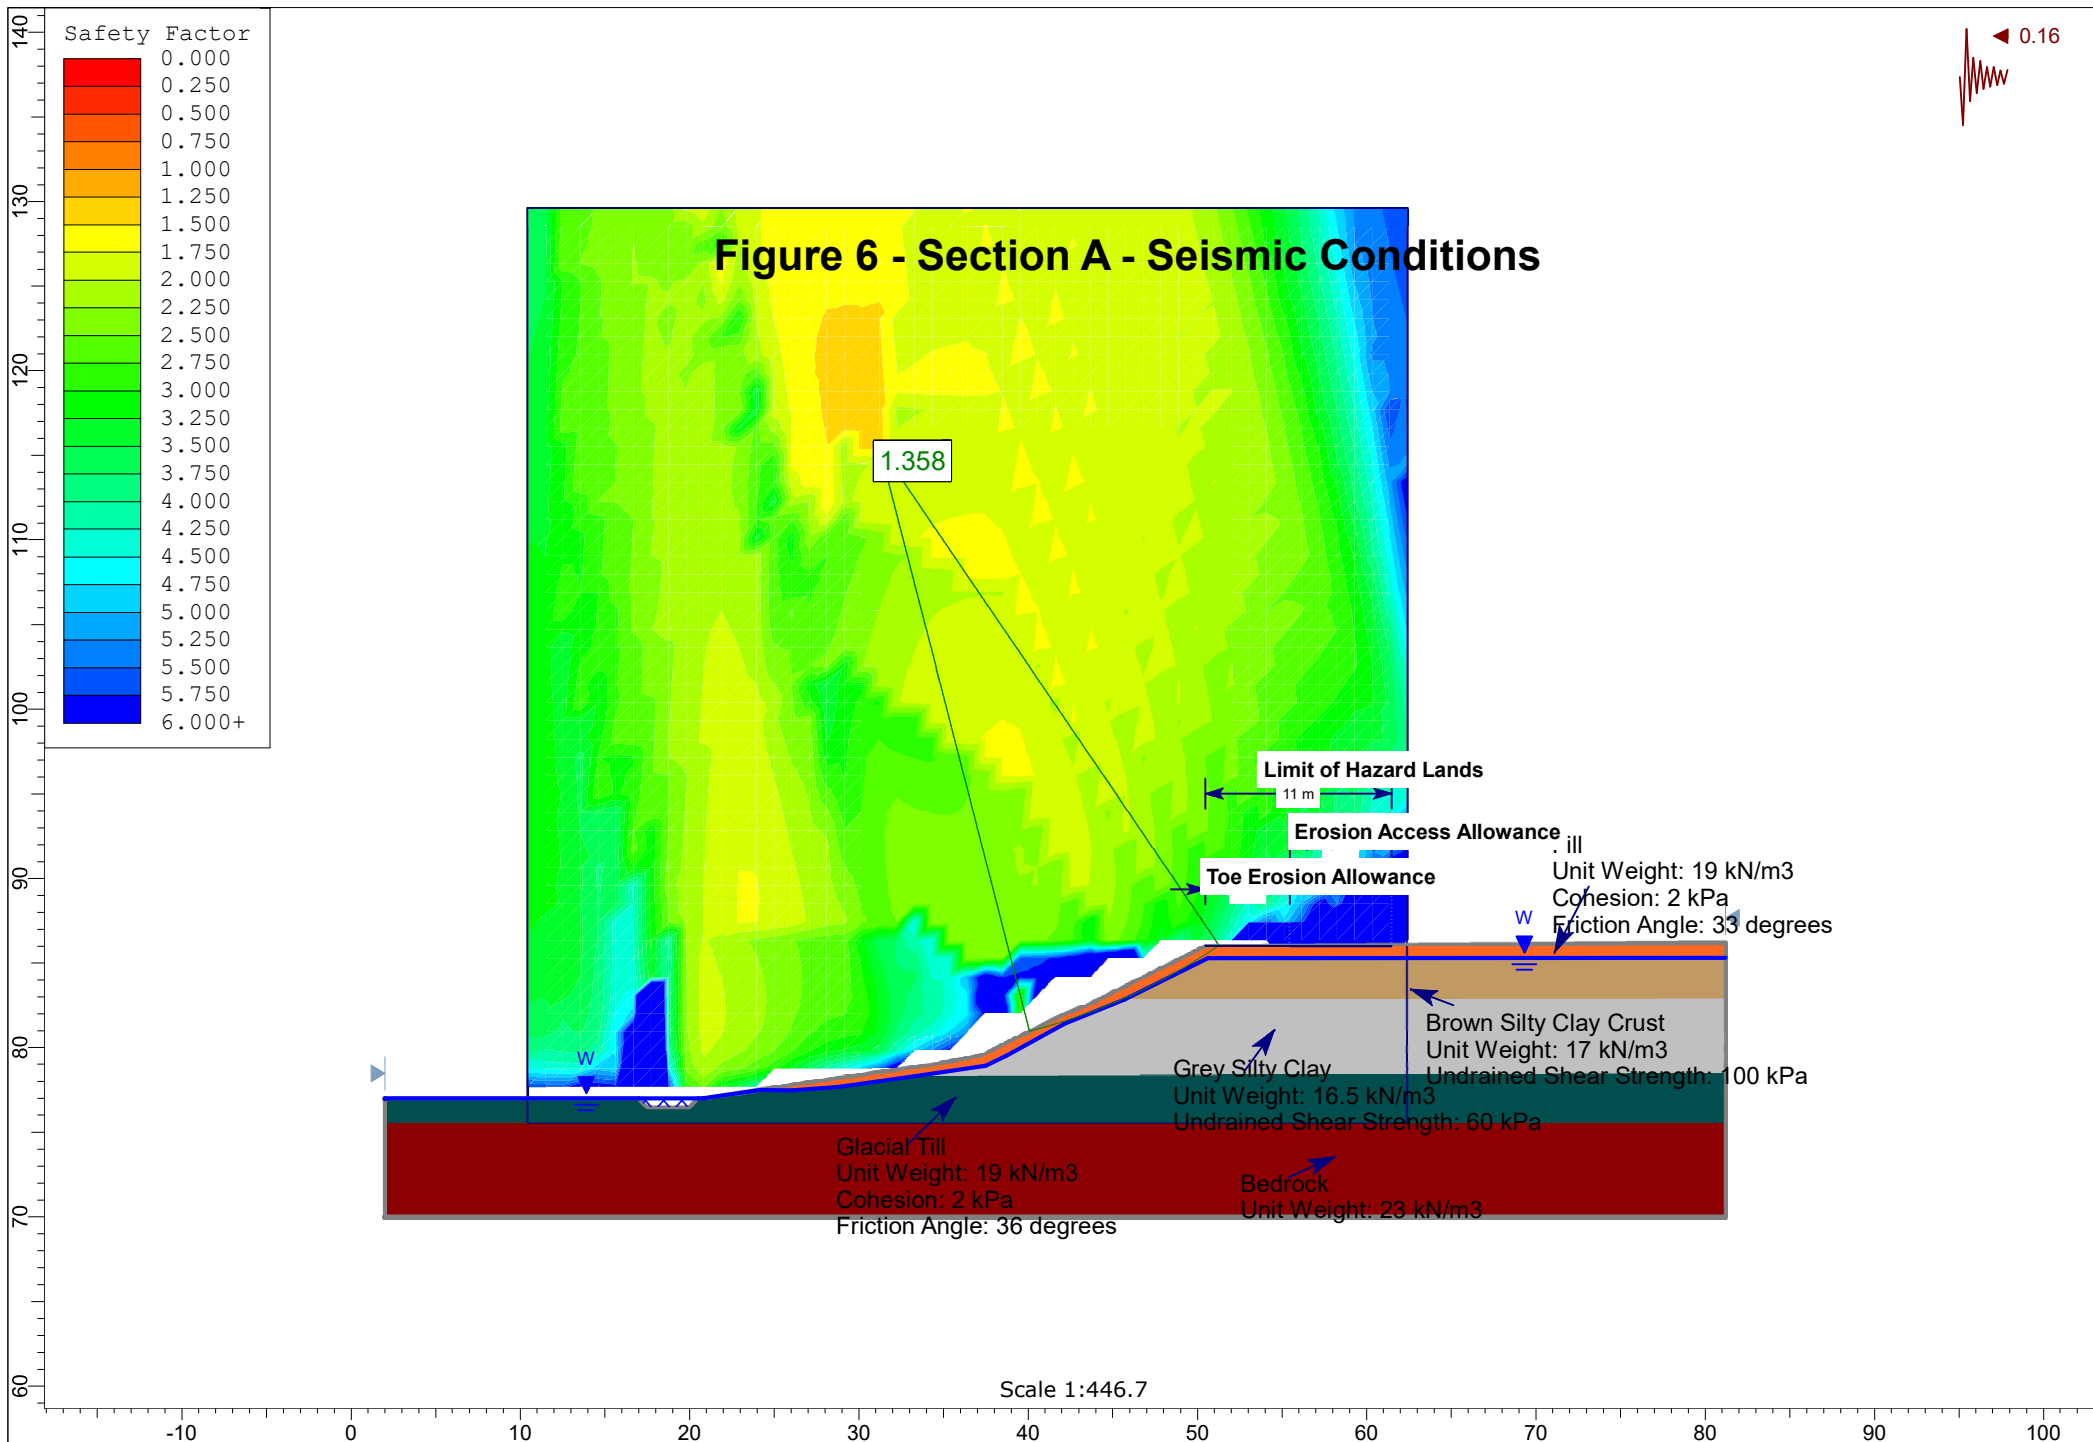 Safety Factor
0.000
0.250
0.500
0.750
1.000
1.250
1.500
1.750
2.000
2.250
2.500
2.750
3.000
3.250
3.500
3.750
4.000
4.250
4.500
4.750
5.000
5.250
5.500
5.750
6.000+
0.16
Figure 6 - Section A - Seismic Conditions
1.358
Limit of Hazard Lands
11 m
Erosion Access Allowance
Toe Erosion Allowance
ill
Unit Weight: 19 kN/m3
Cohesion: 2 kPa
Friction Angle: 33 degrees
W
W
Brown Silty Clay Crust
Unit Weight: 17 kN/m3
Undrained Shear Strength: 100 kPa
Grey Silty Clay
Unit Weight: 16.5 kN/m3
Undrained Shear Strength: 60 kPa
Glacial Till
Unit Weight: 19 kN/m3
Cohesion: 2 kPa
Friction Angle: 36 degrees
Bedrock
Unit Weight: 23 kN/m3
Scale 1:446.7
140
130
120
110
100
90
80
70
60
-10
0
10
20
30
40
50
60
70
80
90
100